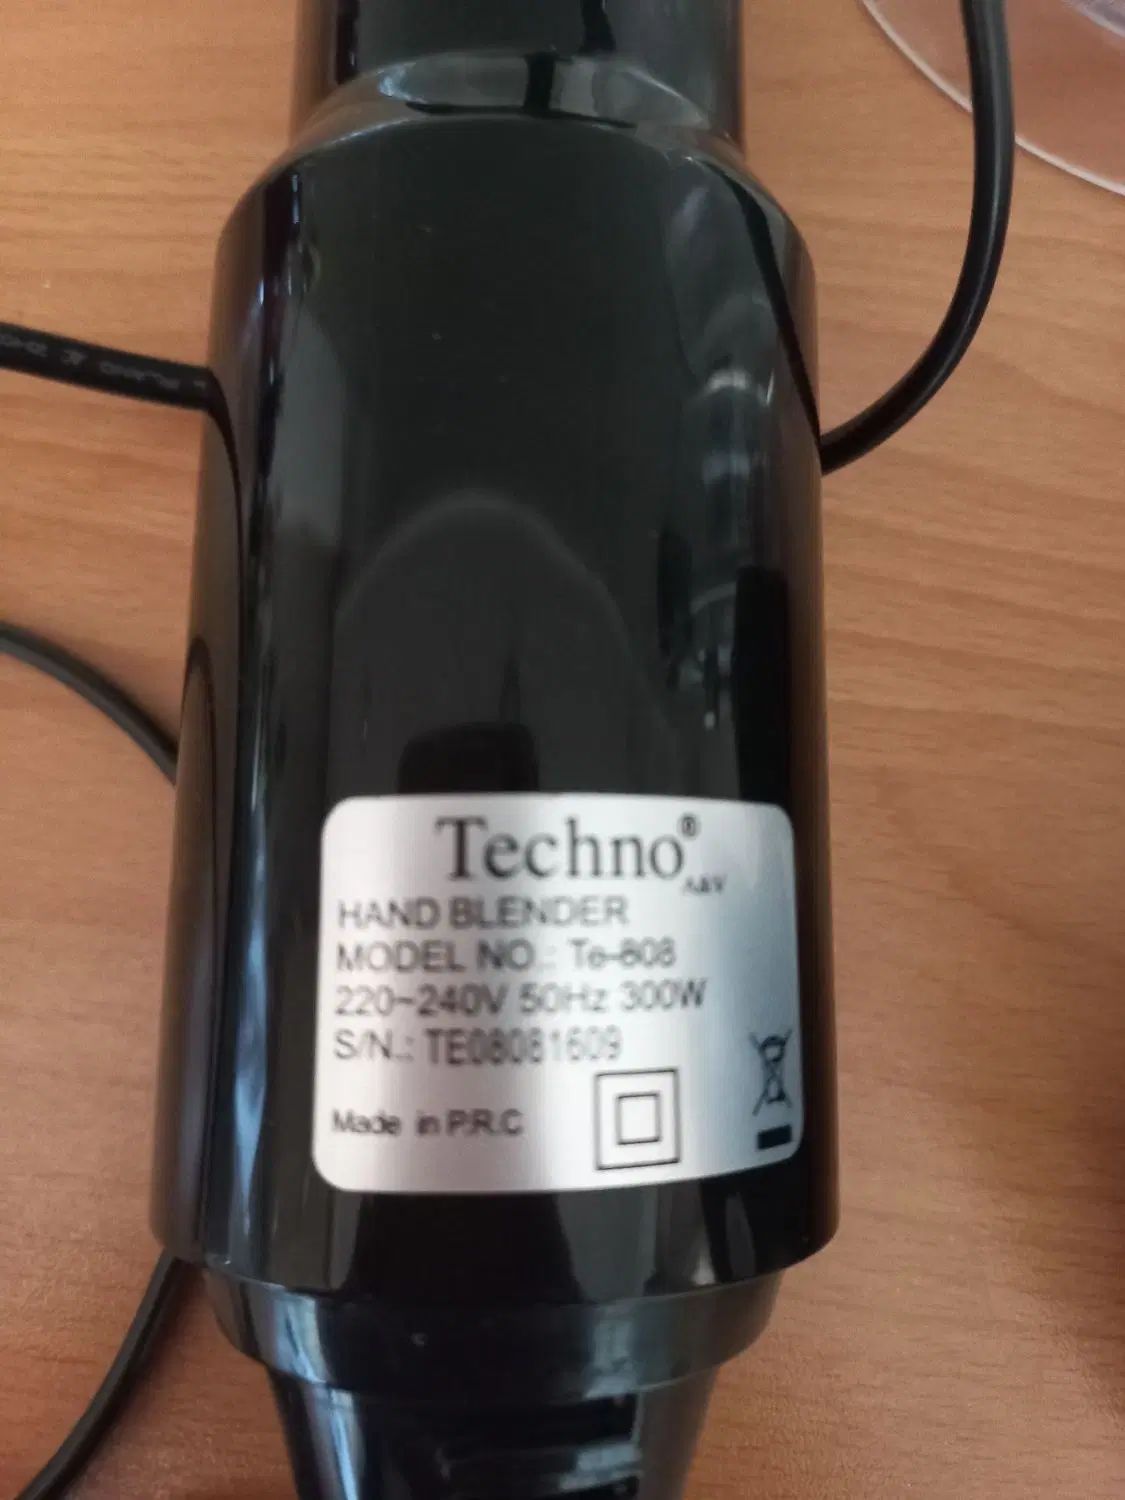 Techno®
A&V
HAND BLENDER
MODEL NO.: Te-808
220~240V 50Hz 300W
S/N.: TE08081609
Made in P.R.C